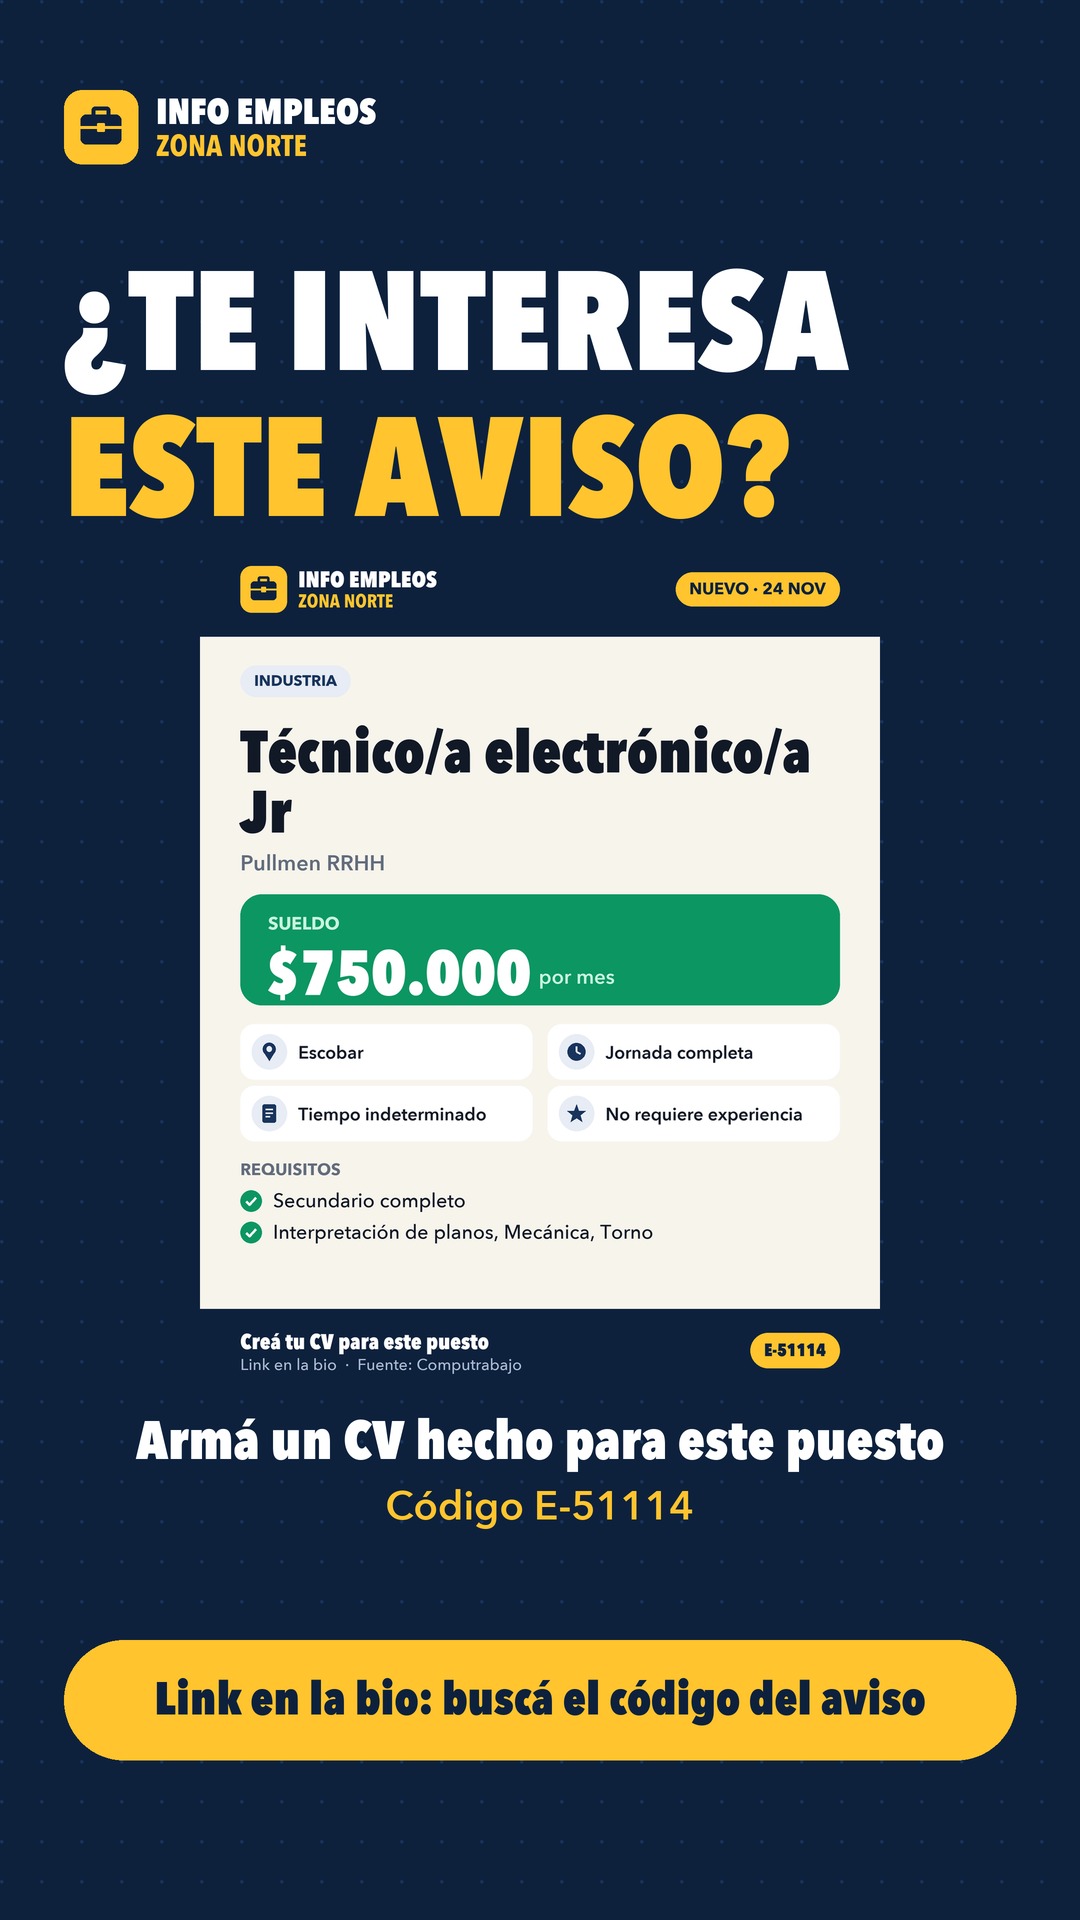 INFO EMPLEOS
ZONA NORTE
¿TE INTERESA
ESTE AVISO?
INFO EMPLEOS
ZONA NORTE
NUEVO · 24 NOV
INDUSTRIA
Técnico/a electrónico/a
Jr
Pullmen RRHH
SUELDO
$750.000 por mes
Escobar
Jornada completa
Tiempo indeterminado
No requiere experiencia
REQUISITOS
Secundario completo
Interpretación de planos, Mecánica, Torno
Creá tu CV para este puesto
Link en la bio · Fuente: Computrabajo
E-51114
Armá un CV hecho para este puesto
Código E-51114
Link en la bio: buscá el código del aviso